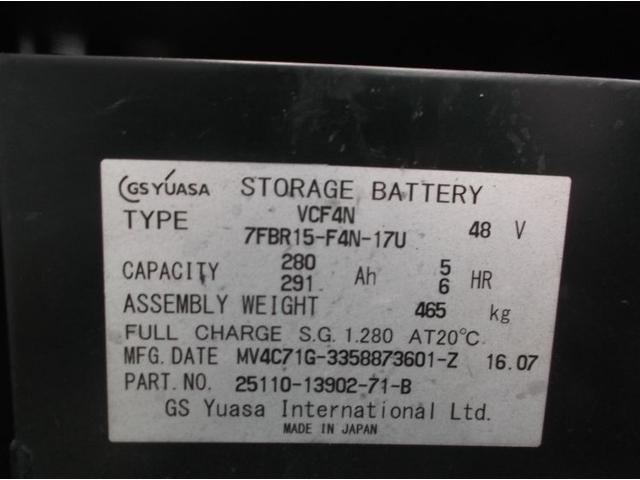 GS YUASA STORAGE BATTERY
TYPE VCF4N 48 V
7FBR15-F4N-17U
CAPACITY 280 Ah 5 HR
291 6
ASSEMBLY WEIGHT 465 kg
FULL CHARGE S.G. 1.280 AT20°C
MFG. DATE MV4C71G-3358873601-Z 16.07
PART. NO. 25110-13902-71-B
GS Yuasa International Ltd.
MADE IN JAPAN